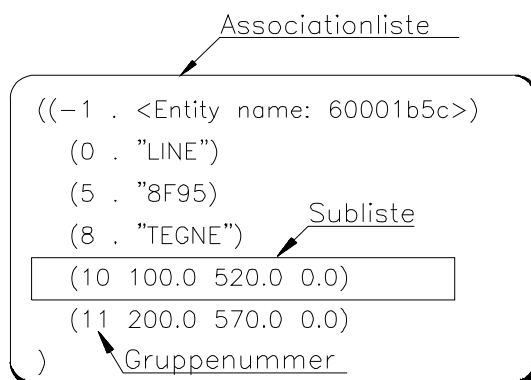 Associationliste
((-1 . <Entity name: 60001b5c>)
(0 . "LINE")
(5 . "8F95)
(8 . "TEGNE")
Subliste
(10 100.0 520.0 0.0)
(11 200.0 570.0 0.0)
) Gruppenummer